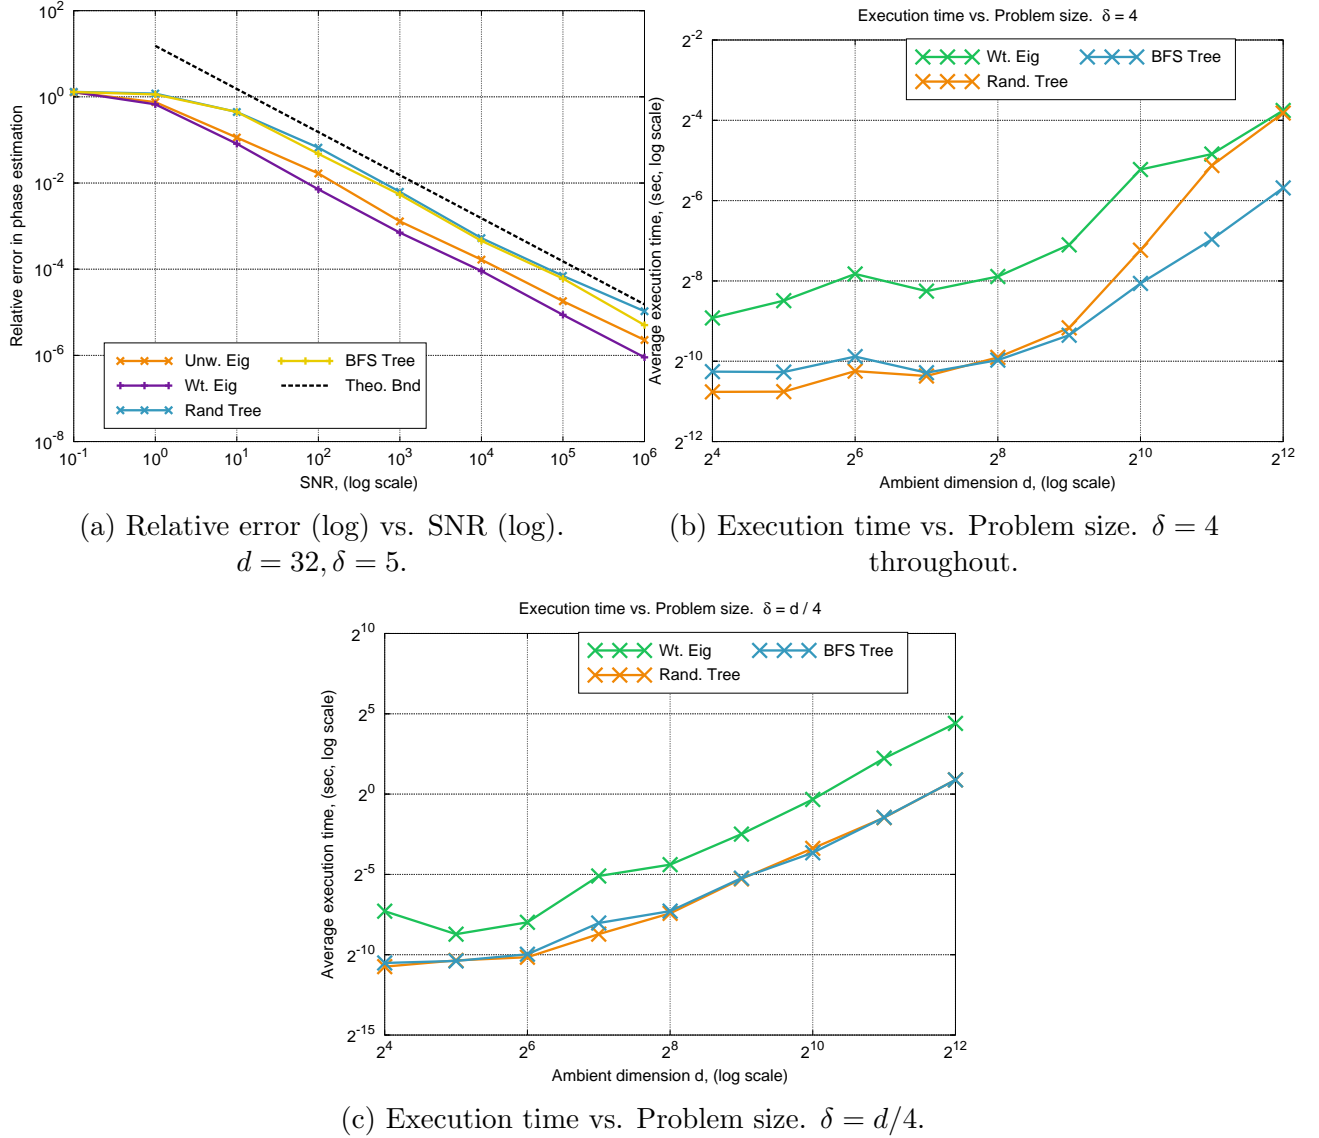 10^2
10^0
10^-2
10^-4
10^-6
10^-8
10^-1
10^0
10^1
10^2
10^3
10^4
10^5
10^6
Relative error in phase estimation
SNR, (log scale)
Unw. Eig
Wt. Eig
Rand Tree
BFS Tree
Theo. Bnd
(a) Relative error (log) vs. SNR (log).
d = 32, δ = 5.
Execution time vs. Problem size. δ = 4
Wt. Eig
Rand. Tree
BFS Tree
2^-2
2^-4
2^-6
2^-8
2^-10
2^-12
2^4
2^6
2^8
2^10
2^12
Average execution time, (sec, log scale)
Ambient dimension d, (log scale)
(b) Execution time vs. Problem size. δ = 4
throughout.
Execution time vs. Problem size. δ = d / 4
Wt. Eig
Rand. Tree
BFS Tree
2^10
2^5
2^0
2^-5
2^-10
2^-15
2^4
2^6
2^8
2^10
2^12
Average execution time, (sec, log scale)
Ambient dimension d, (log scale)
(c) Execution time vs. Problem size. δ = d/4.